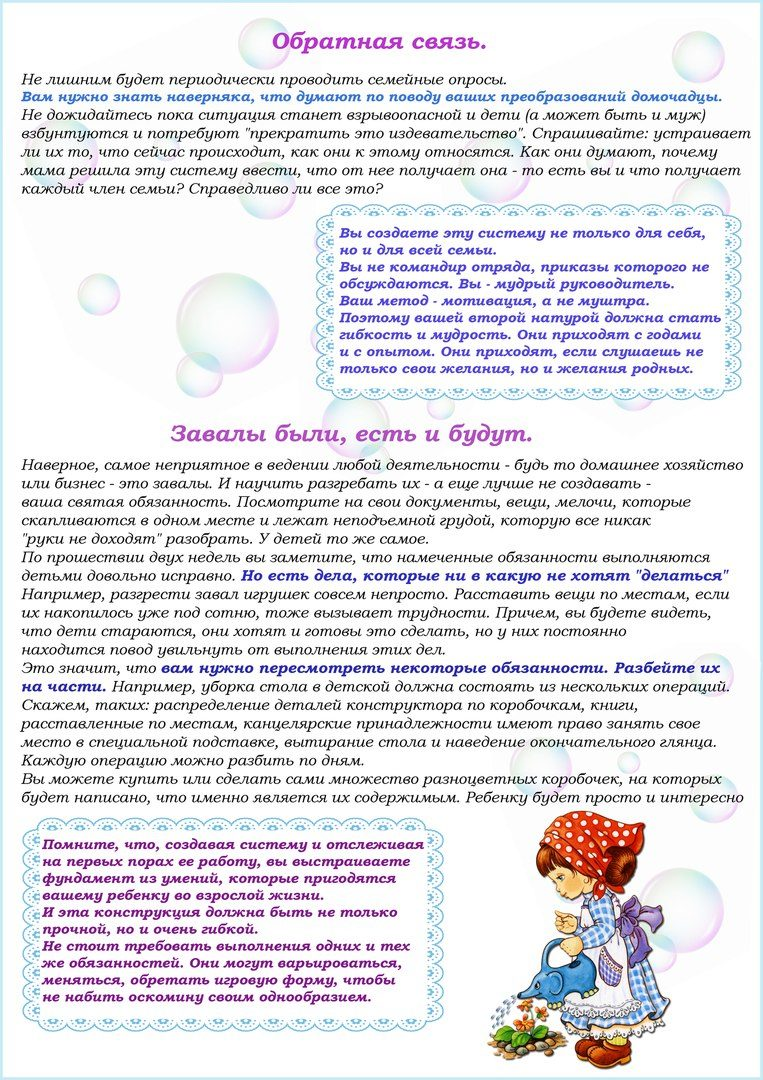 Обратная связь.
Не лишним будет периодически проводить семейные опросы.
Вам нужно знать наверняка, что думают по поводу ваших преобразований домочадцы.
Не дожидайтесь пока ситуация станет взрывоопасной и дети (а может быть и муж)
взбунтуются и потребуют "прекратить это издевательство". Спрашивайте: устраивает
ли их то, что сейчас происходит, как они к этому относятся. Как они думают, почему
мама решила эту систему ввести, что от нее получает она - то есть вы и что получает
каждый член семьи? Справедливо ли все это?
Вы создаете эту систему не только для себя,
но и для всей семьи.
Вы не командир отряда, приказы которого не
обсуждаются. Вы - мудрый руководитель.
Ваш метод - мотивация, а не муштра.
Поэтому вашей второй натурой должна стать
гибкость и мудрость. Они приходят с годами
и с опытом. Они приходят, если слушаешь не
только свои желания, но и желания родных.
Завалы были, есть и будут.
Наверное, самое неприятное в ведении любой деятельности - будь то домашнее хозяйство
или бизнес - это завалы. И научить разгребать их - а еще лучше не создавать -
ваша святая обязанность. Посмотрите на свои документы, вещи, мелочи, которые
скапливаются в одном месте и лежат неподъемной грудой, которую все никак
"руки не доходят" разобрать. У детей то же самое.
По прошествии двух недель вы заметите, что намеченные обязанности выполняются
детьми довольно исправно. Но есть дела, которые ни в какую не хотят "делаться"
Например, разгрести завал игрушек совсем непросто. Расставить вещи по местам, если
их накопилось уже под сотню, тоже вызывает трудности. Причем, вы будете видеть,
что дети стараются, они хотят и готовы это сделать, но у них постоянно
находится повод увильнуть от выполнения этих дел.
Это значит, что вам нужно пересмотреть некоторые обязанности. Разбейте их
на части. Например, уборка стола в детской должна состоять из нескольких операций.
Скажем, таких: распределение деталей конструктора по коробочкам, книги,
расставленные по местам, канцелярские принадлежности имеют право занять свое
место в специальной подставке, вытирание стола и наведение окончательного глянца.
Каждую операцию можно разбить по дням.
Вы можете купить или сделать сами множество разноцветных коробочек, на которых
будет написано, что именно является их содержимым. Ребенку будет просто и интересно
Помните, что, создавая систему и отслеживая
на первых порах ее работу, вы выстраиваете
фундамент из умений, которые пригодятся
вашему ребенку во взрослой жизни.
И эта конструкция должна быть не только
прочной, но и очень гибкой.
Не стоит требовать выполнения одних и тех
же обязанностей. Они могут варьироваться,
меняться, обретать игровую форму, чтобы
не набить оскомину своим однообразием.